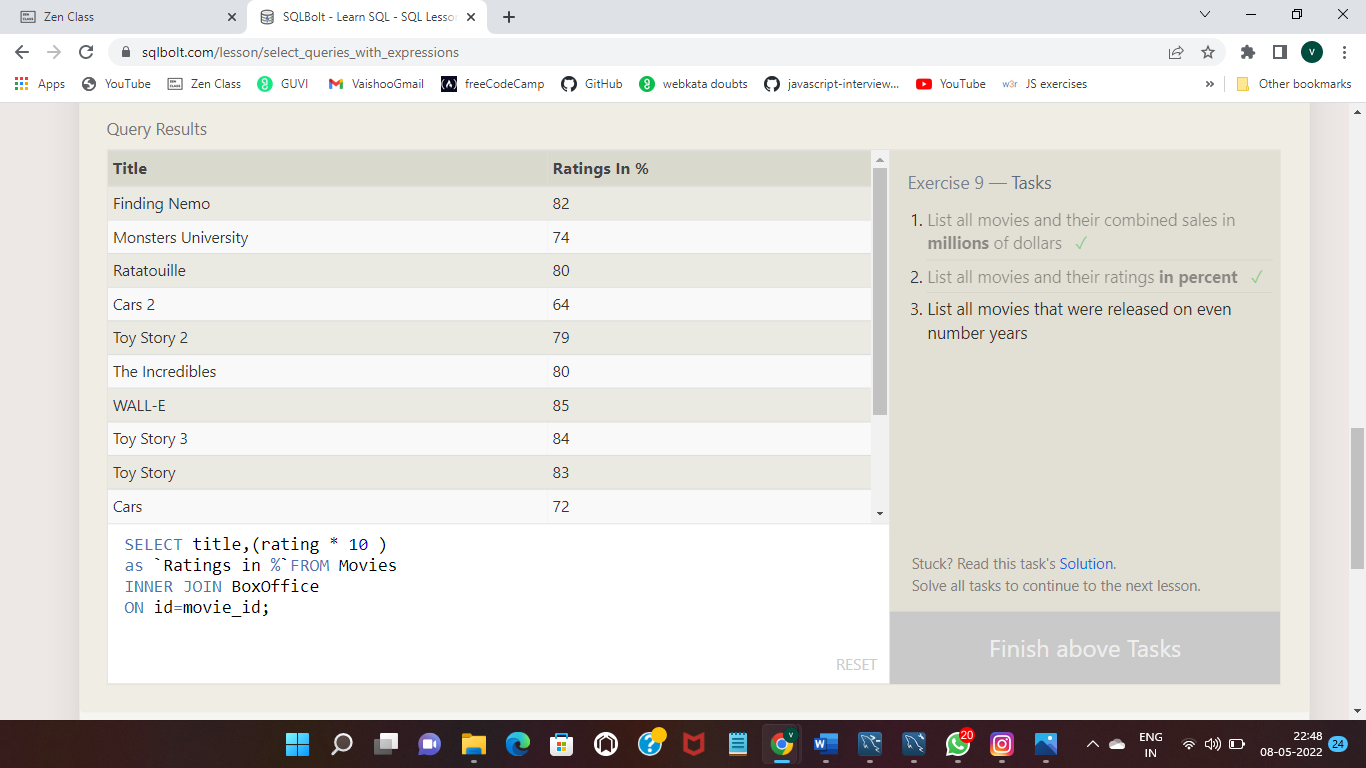 Zen Class
SQLBolt - Learn SQL - SQL Lesson
sqlbolt.com/lesson/select_queries_with_expressions
V
Apps YouTube Zen Class GUVI VaishooGmail freeCodeCamp GitHub webkata doubts javascript-interview... YouTube w3r JS exercises » Other bookmarks
Query Results
Title Ratings In %
Finding Nemo 82
Monsters University 74
Ratatouille 80
Cars 2 64
Toy Story 2 79
The Incredibles 80
WALL-E 85
Toy Story 3 84
Toy Story 83
Cars 72
SELECT title,(rating * 10 )
as `Ratings in %`FROM Movies
INNER JOIN BoxOffice
ON id=movie_id;
RESET
Exercise 9 — Tasks
1. List all movies and their combined sales in
millions of dollars ✓
2. List all movies and their ratings in percent ✓
3. List all movies that were released on even
number years
Stuck? Read this task's Solution.
Solve all tasks to continue to the next lesson.
Finish above Tasks
20
ENG
IN
22:48
08-05-2022
24